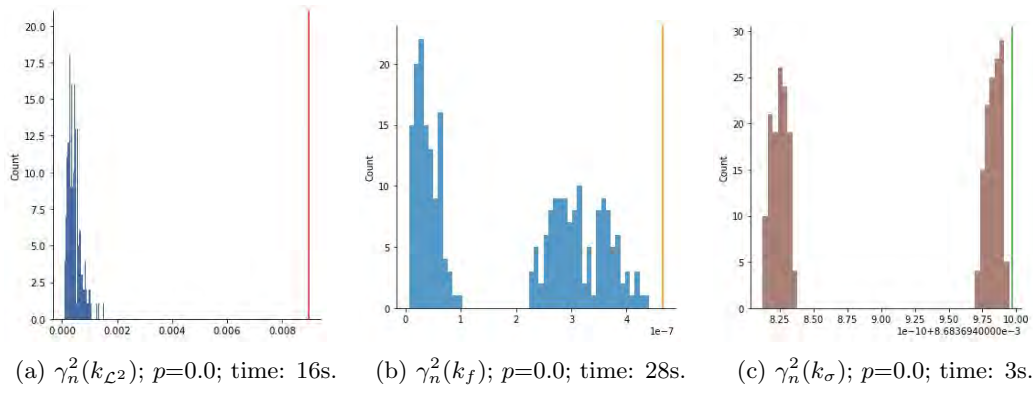 20.0
17.5
15.0
12.5
10.0
7.5
5.0
2.5
0.0
Count
0.000 0.002 0.004 0.006 0.008
20
15
10
5
0
Count
0 1 2 3 4
1e-7
30
25
20
15
10
5
0
Count
8.25 8.50 8.75 9.00 9.25 9.50 9.75 10.00
1e-10+8.6836940000e-3
(a) γ²ₙ(k_{𝓛²}); p=0.0; time: 16s.
(b) γ²ₙ(k_f); p=0.0; time: 28s.
(c) γ²ₙ(k_σ); p=0.0; time: 3s.